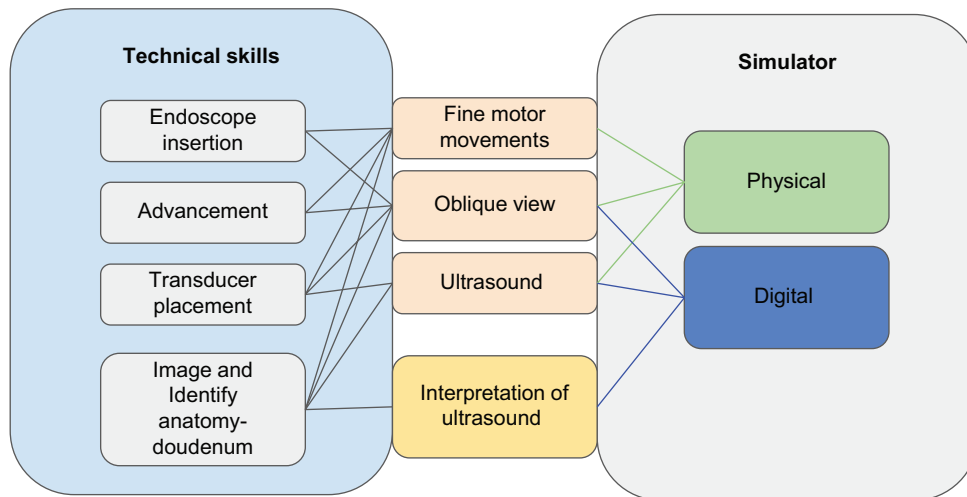 Technical skills
Endoscope
insertion
Advancement
Transducer
placement
Image and
Identify
anatomy-
doudenum
Fine motor
movements
Oblique view
Ultrasound
Interpretation of
ultrasound
Simulator
Physical
Digital